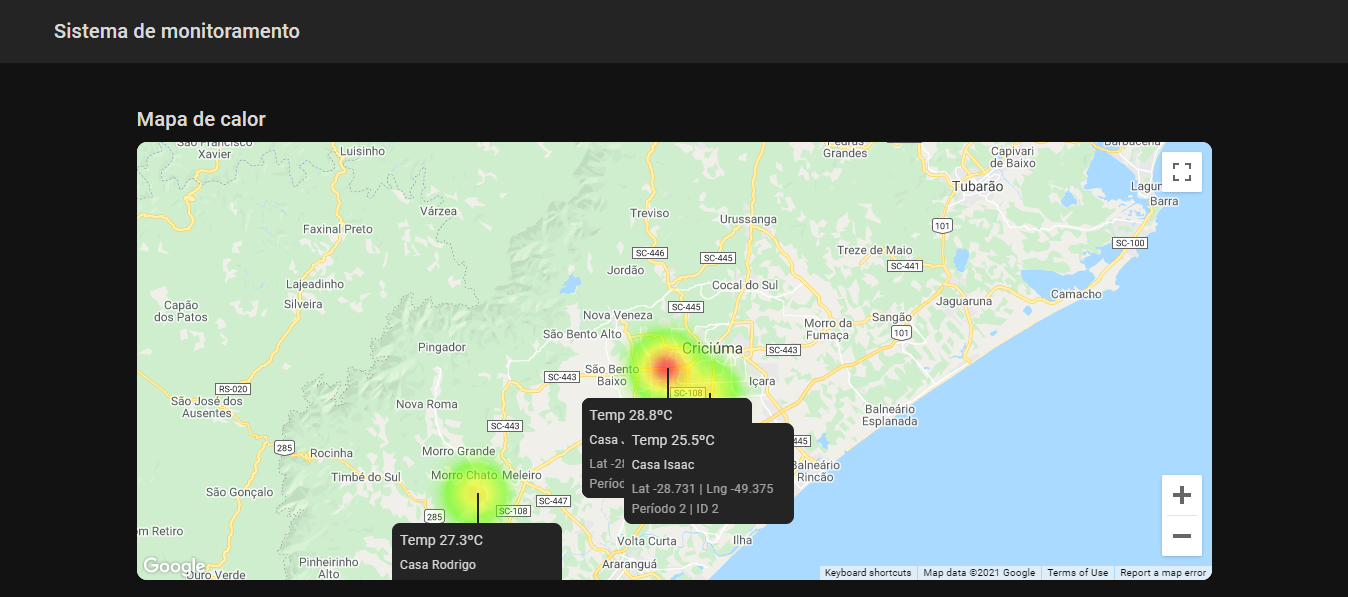 Sistema de monitoramento
Mapa de calor
São Francisco
Xavier
Luisinho
Grandes
Capivari
de Baixo
Barbacena
Tubarão
Barra
Várzea
Treviso
Urussanga
101
Faxinal Preto
SC-446
SC-445
Treze de Maio
SC-441
SC-100
Jordão
Lajeadinho
Cocal do Sul
Camacho
Capão
dos Patos
Silveira
SC-445
Jaguaruna
Nova Veneza
Morro da
Fumaça
Sangão
101
São Bento Alto
Pingador
Criciúma
SC-443
São Bento
Baixo
SC-443
Içara
RS-020
SC-108
São José dos
Ausentes
Nova Roma
Balneário
Esplanada
SC-443
285
Rocinha
Morro Grande
Temp 28.8ºC
Casa
Lat -28
Períod
Temp 25.5ºC
Casa Isaac
Lat -28.731 | Lng -49.375
Período 2 | ID 2
445
Balneário
Rincão
Timbé do Sul
Morro Chato
Meleiro
São Gonçalo
SC-447
SC-108
285
m Retiro
Temp 27.3ºC
Casa Rodrigo
Volta Curta
Ilha
Araranguá
Pinheirinho
Alto
Google
Ouro Verde
Keyboard shortcuts
Map data ©2021 Google
Terms of Use
Report a map error